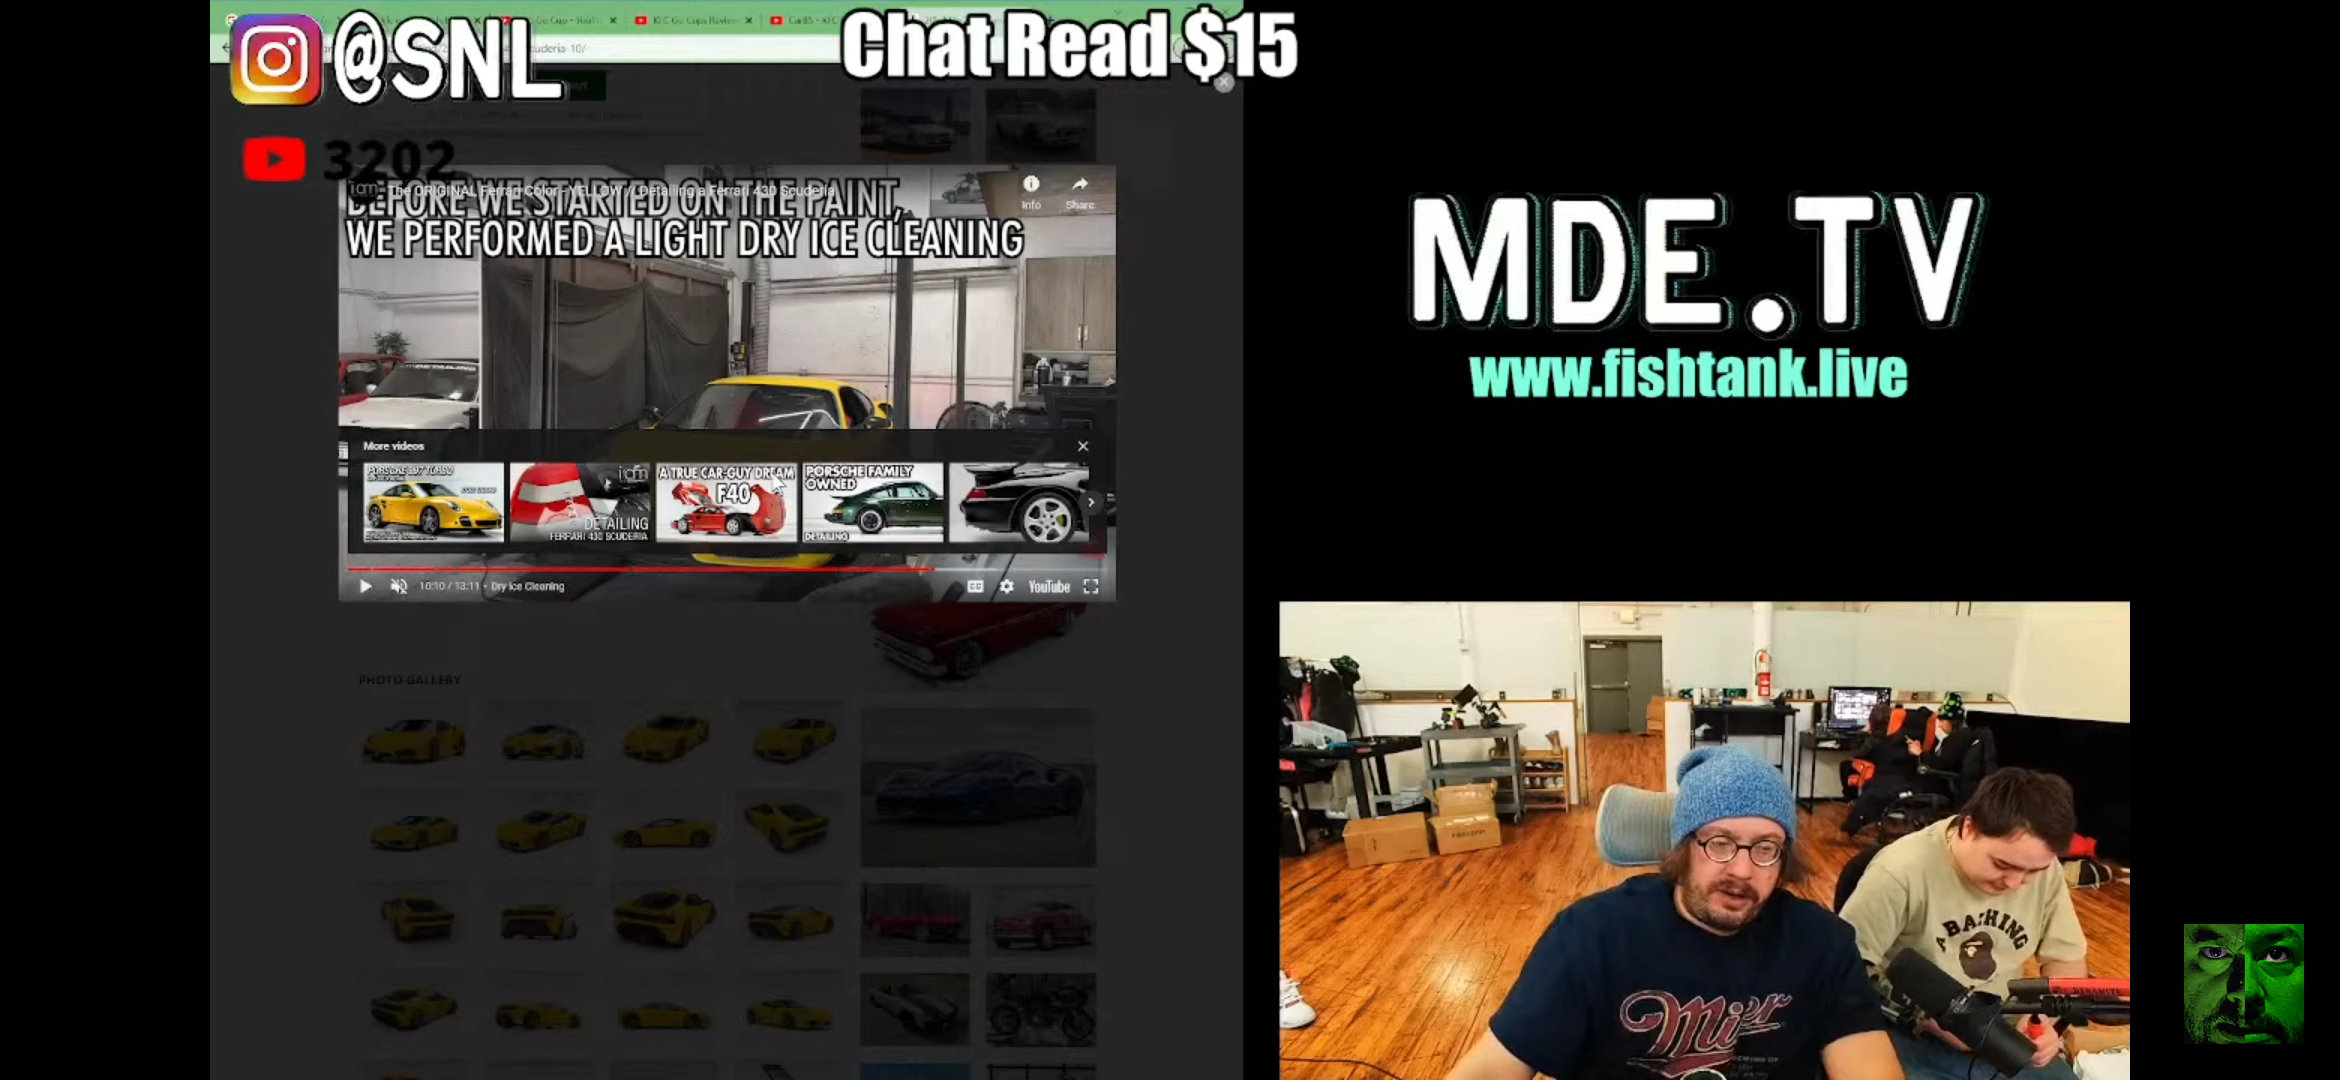 @SNL
Chat Read $15
3202
The ORIGINAL Ferrari Color - YELLOW // Detailing a Ferrari 430 Scuderia
BEFORE WE STARTED ON THE PAINT,
WE PERFORMED A LIGHT DRY ICE CLEANING
Info
Share
DETAILING
More videos
PORSCHE 997 TURBO
DETAILING
FERRARI 430 SCUDERIA
A TRUE CAR-GUY DREAM
F40
PORSCHE FAMILY
OWNED
DETAILING
10:10 / 13:11 • Dry Ice Cleaning
CC
YouTube
PHOTO GALLERY
MDE.TV
www.fishtank.live
A BATHING
Miller